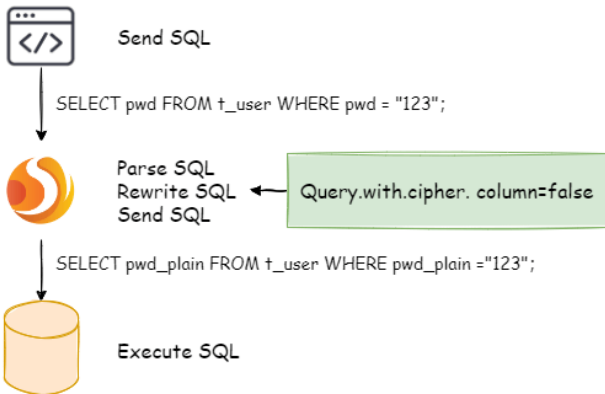 </>
Send SQL
SELECT pwd FROM t_user WHERE pwd = "123";
Parse SQL
Rewrite SQL
Send SQL
Query.with.cipher. column=false
SELECT pwd_plain FROM t_user WHERE pwd_plain ="123";
Execute SQL